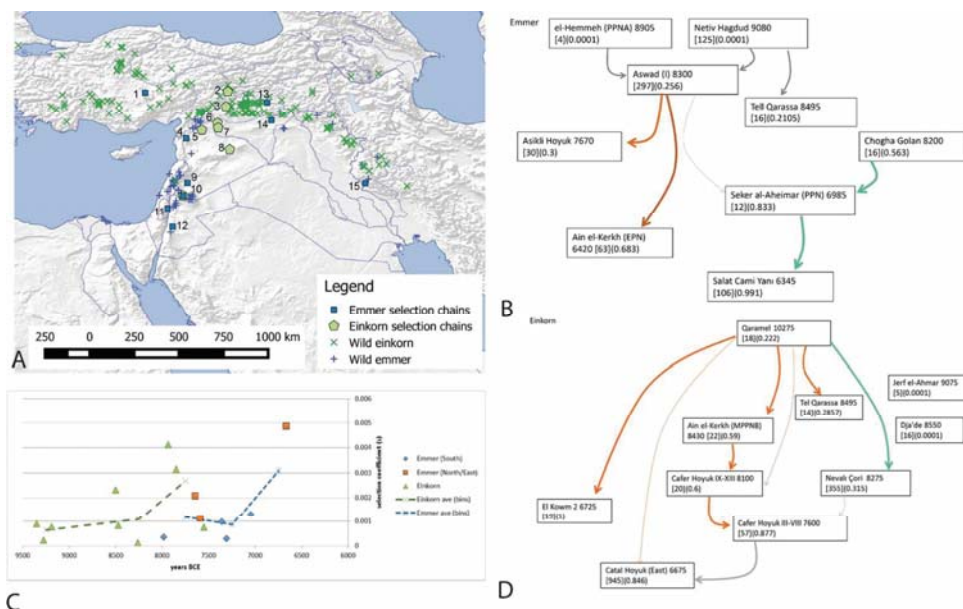 1
2
3
4
5
6
7
8
9
10
11
12
13
14
15
Legend
Emmer selection chains
Einkorn selection chains
Wild einkorn
Wild emmer
250 0 250 500 750 1000 km
A
Emmer
el-Hemmeh (PPNA) 8905
[4](0.0001)
Netiv Hagdud 9080
[125](0.0001)
Aswad (I) 8300
[297](0.256)
Tell Qarassa 8495
[16](0.2105)
Asikli Hoyuk 7670
[30](0.3)
Chogha Golan 8200
[16](0.563)
Seker al-Aheimar (PPN) 6985
[12](0.833)
Ain el-Kerkh (EPN)
6420 [63](0.683)
Salat Cami Yanı 6345
[106](0.991)
B
0.006
0.005
0.004
0.003
0.002
0.001
0
selection coefficient (s)
9500 9000 8500 8000 7500 7000 6500 6000
years BCE
Emmer (South)
Emmer (North/East)
Einkorn
Einkorn ave (bins)
Emmer ave (bins)
C
Einkorn
Qaramel 10275
[18](0.222)
Jerf el-Ahmar 9075
[5](0.0001)
Tel Qarassa 8495
[14](0.2857)
Dja'de 8550
[16](0.0001)
Ain el-Kerkh (MPPNB)
8430 [22](0.59)
Cafer Hoyuk IX-XIII 8100
[20](0.6)
Nevalı Çori 8275
[355](0.315)
El Kowm 2 6725
Cafer Hoyuk III-VIII 7600
[57](0.877)
Catal Hoyuk (East) 6675
[945](0.846)
D